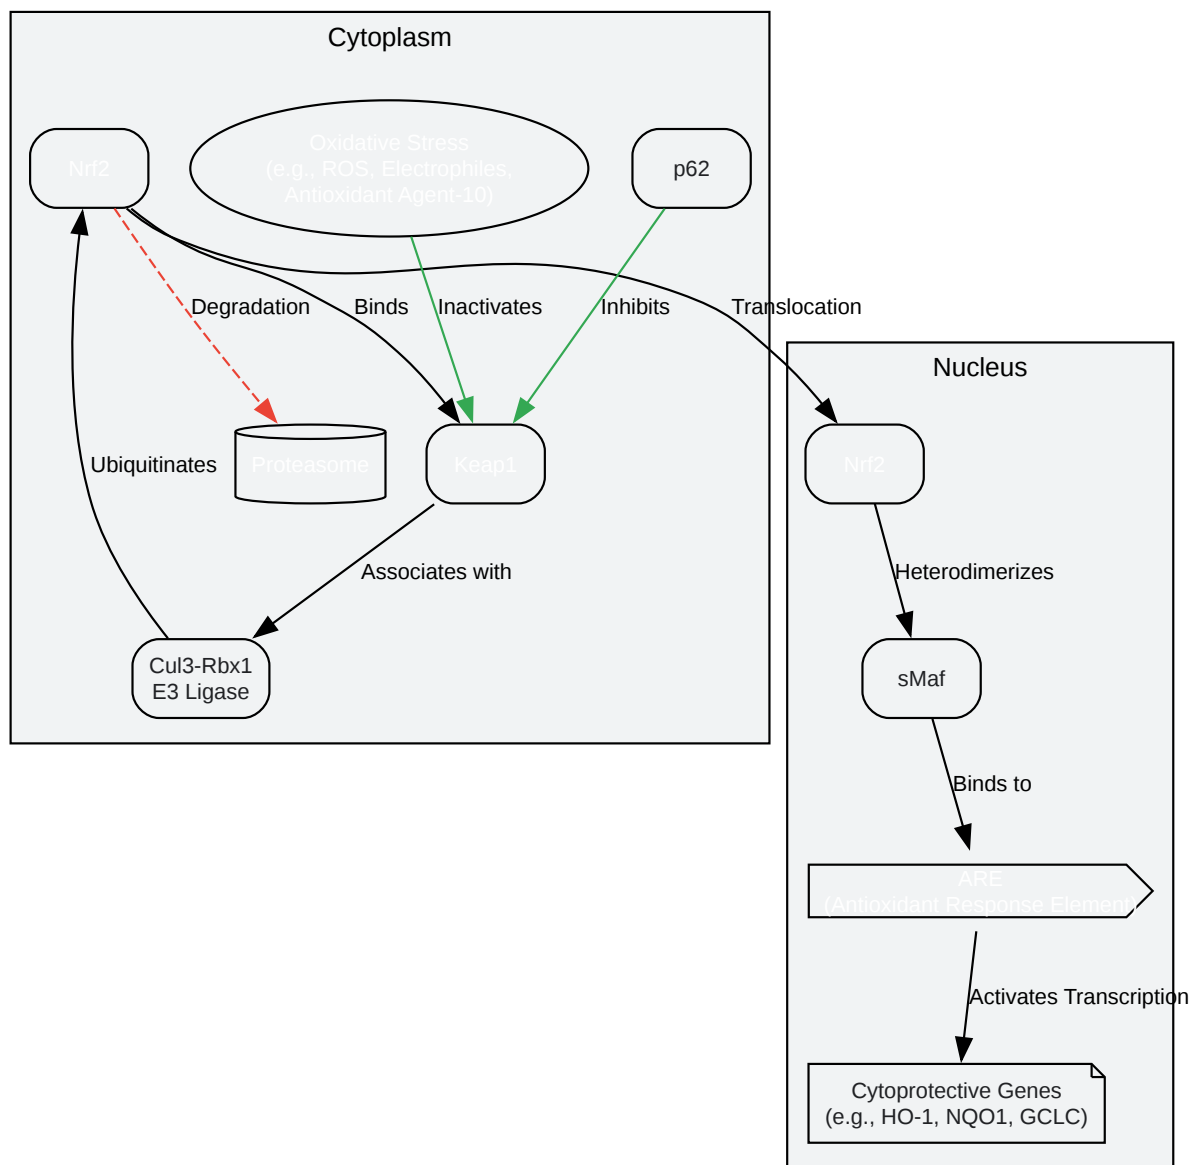 Cytoplasm
Nrf2
Oxidative Stress
(e.g., ROS, Electrophiles,
Antioxidant Agent-10)
p62
Degradation
Binds
Inactivates
Inhibits
Translocation
Nucleus
Ubiquitinates
Proteasome
Keap1
Nrf2
Associates with
Heterodimerizes
Cul3-Rbx1
E3 Ligase
sMaf
Binds to
ARE
(Antioxidant Response Element)
Activates Transcription
Cytoprotective Genes
(e.g., HO-1, NQO1, GCLC)